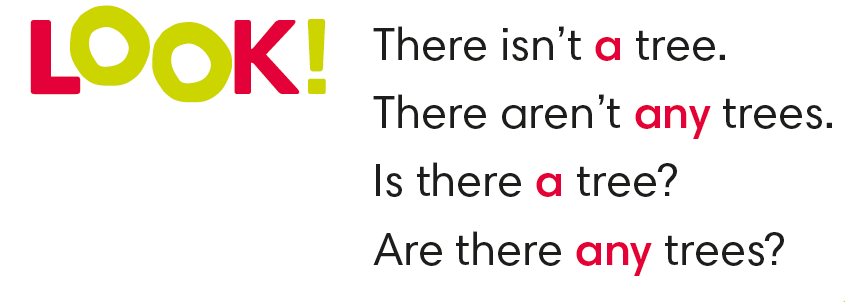 LOOK!
There isn’t a tree.
There aren’t any trees.
Is there a tree?
Are there any trees?